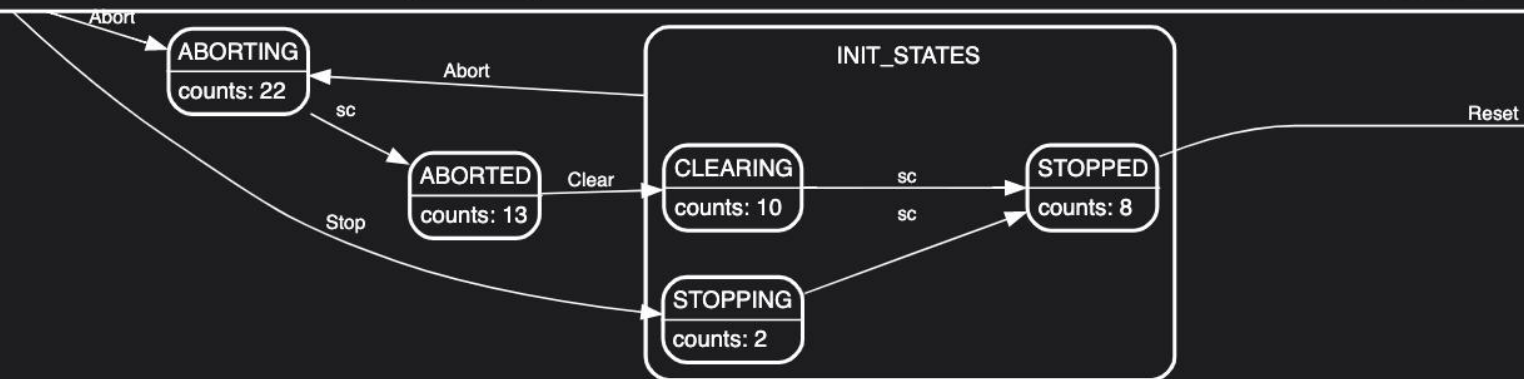 Abort
ABORTING
counts: 22
Abort
sc
INIT_STATES
Reset
ABORTED
counts: 13
Clear
CLEARING
counts: 10
sc
sc
STOPPED
counts: 8
Stop
STOPPING
counts: 2